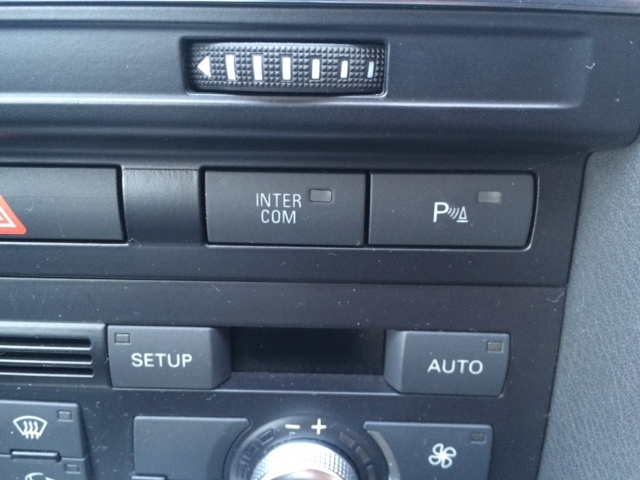 INTER
COM
P
SETUP
AUTO
- +